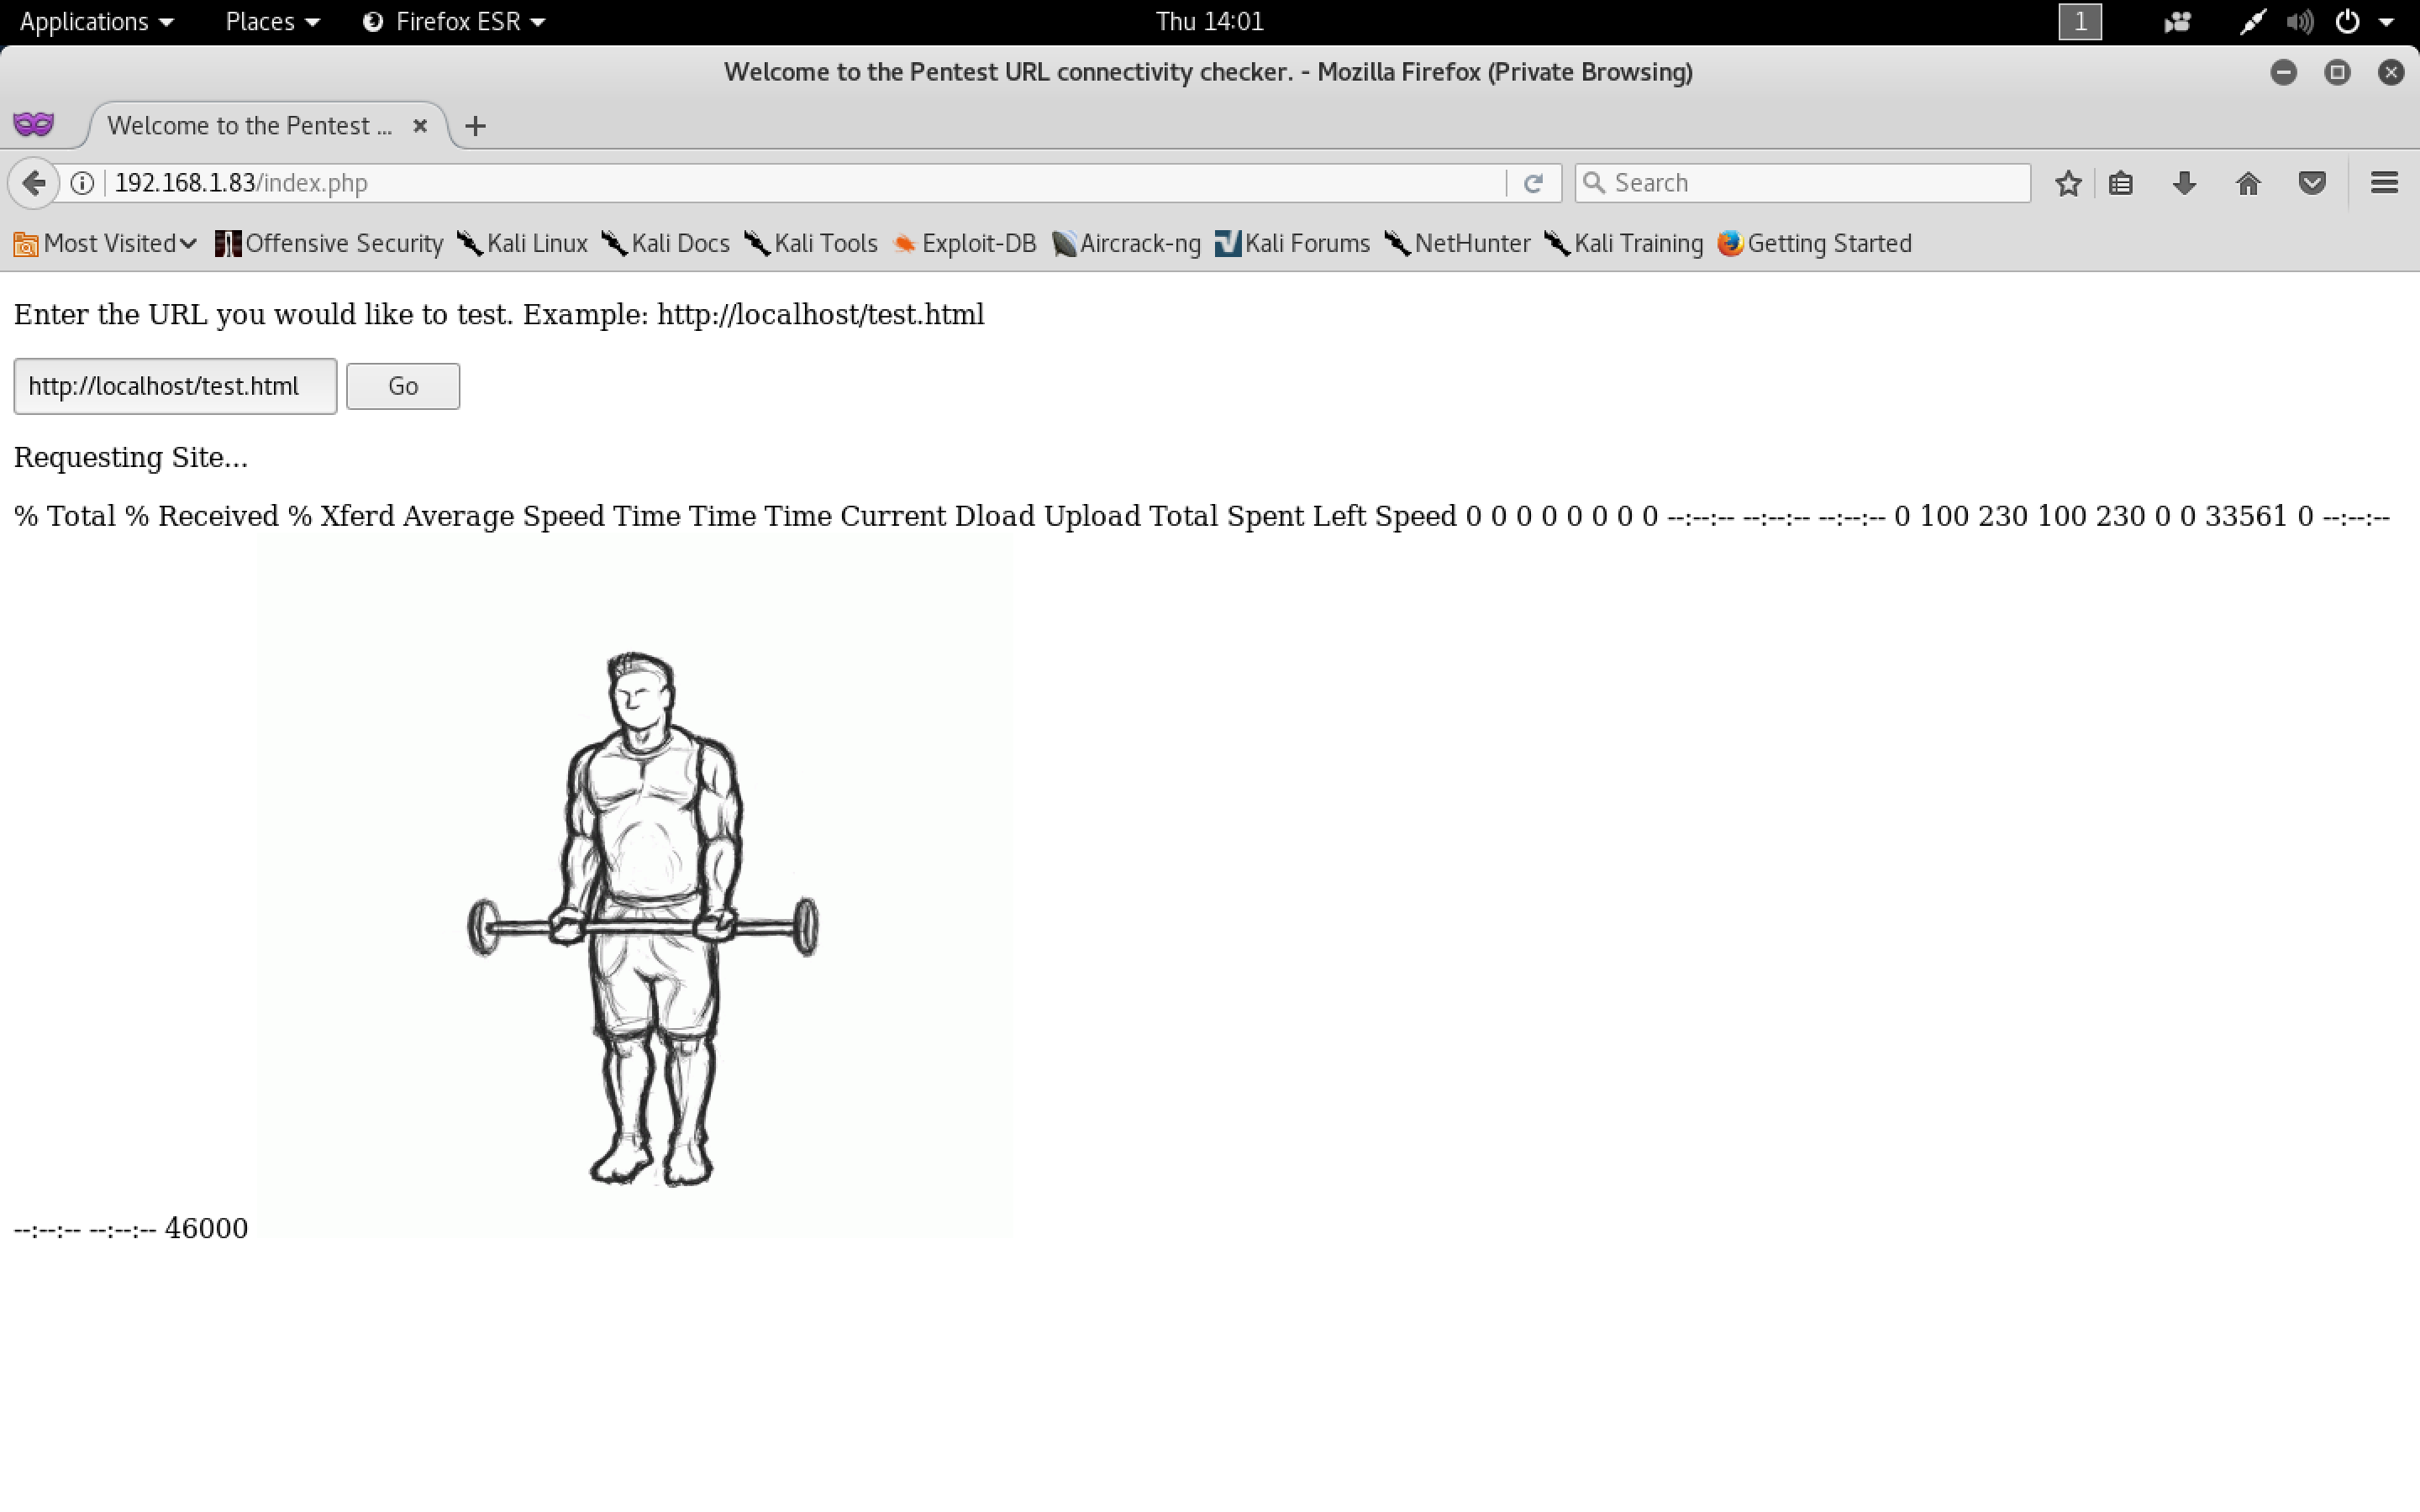 Applications Places Firefox ESR Thu 14:01 1
Welcome to the Pentest URL connectivity checker. - Mozilla Firefox (Private Browsing)
Welcome to the Pentest ...
192.168.1.83/index.php Search
Most Visited Offensive Security Kali Linux Kali Docs Kali Tools Exploit-DB Aircrack-ng Kali Forums NetHunter Kali Training Getting Started
Enter the URL you would like to test. Example: http://localhost/test.html
http://localhost/test.html Go
Requesting Site...
% Total % Received % Xferd Average Speed Time Time Time Current Dload Upload Total Spent Left Speed 0 0 0 0 0 0 0 0 --:--:-- --:--:-- --:--:-- 0 100 230 100 230 0 0 33561 0 --:--:--
--:--:-- --:--:-- 46000